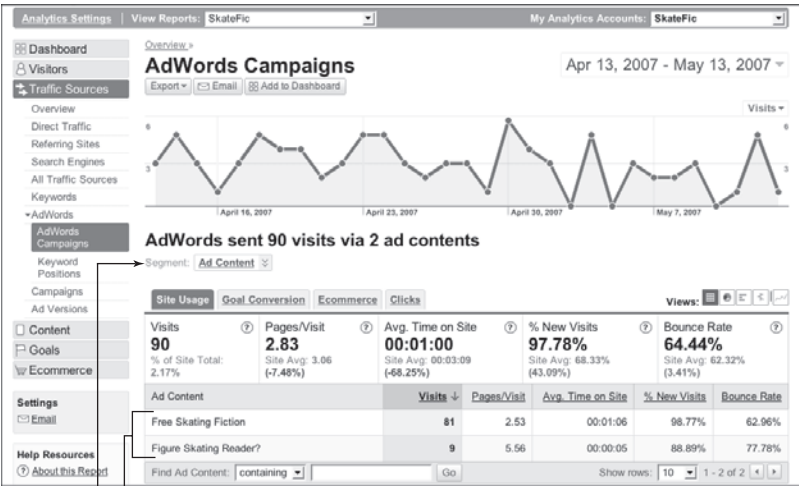 Analytics Settings | View Reports: SkateFic My Analytics Accounts: SkateFic
Dashboard
Visitors
Traffic Sources
Overview
Direct Traffic
Referring Sites
Search Engines
All Traffic Sources
Keywords
AdWords
AdWords
Campaigns
Keyword
Positions
Campaigns
Ad Versions
Content
Goals
Ecommerce
Settings
Email
Help Resources
About this Report
Overview »
AdWords Campaigns
Apr 13, 2007 - May 13, 2007
Export Email Add to Dashboard
Visits
6 6
3 3
April 16, 2007 April 23, 2007 April 30, 2007 May 7, 2007
AdWords sent 90 visits via 2 ad contents
Segment: Ad Content
Site Usage Goal Conversion Ecommerce Clicks Views:
Visits ? Pages/Visit ? Avg. Time on Site ? % New Visits ? Bounce Rate ?
90 2.83 00:01:00 97.78% 64.44%
% of Site Total: Site Avg: 3.06 Site Avg: 00:03:09 Site Avg: 68.33% Site Avg: 62.32%
2.17% (-7.48%) (-68.25%) (43.09%) (3.41%)
Ad Content Visits ↓ Pages/Visit Avg. Time on Site % New Visits Bounce Rate
Free Skating Fiction 81 2.53 00:01:06 98.77% 62.96%
Figure Skating Reader? 9 5.56 00:00:05 88.89% 77.78%
Find Ad Content: containing Go Show rows: 10 1 - 2 of 2